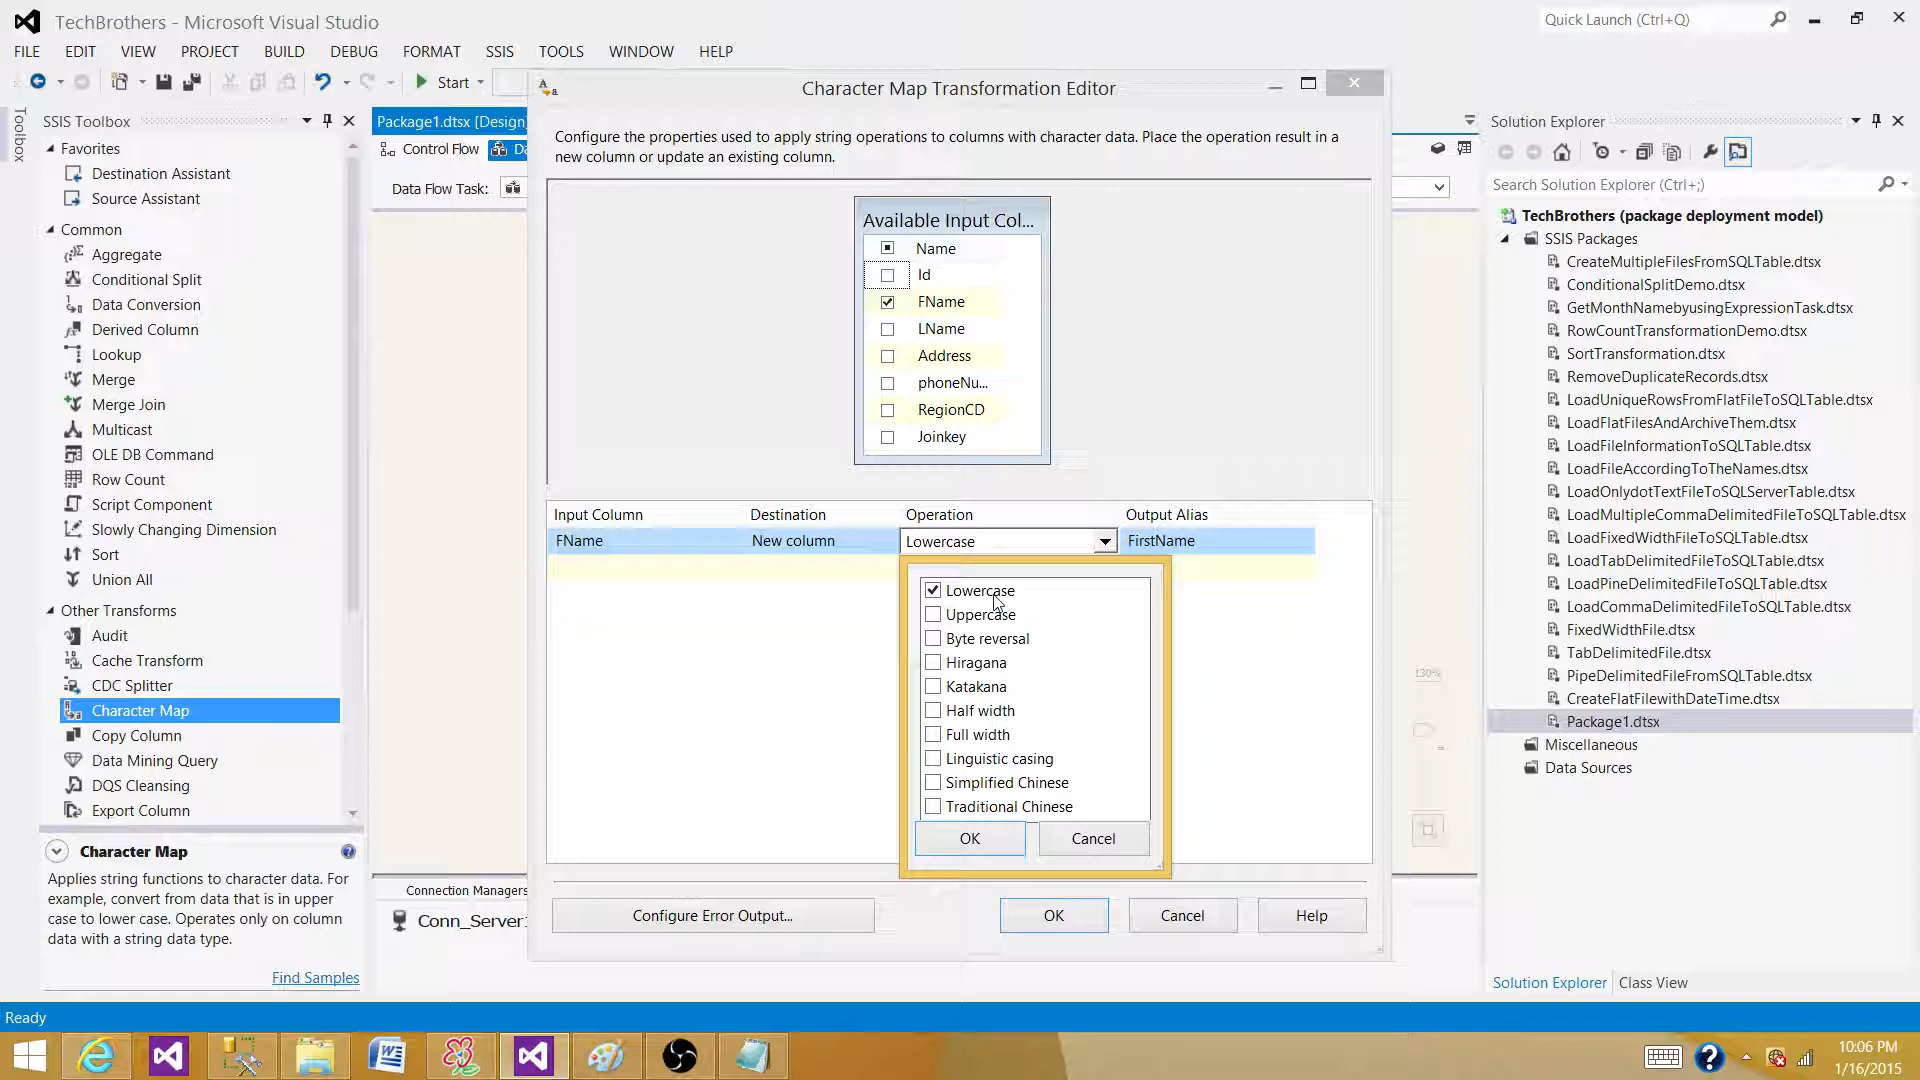 TechBrothers - Microsoft Visual Studio
Quick Launch (Ctrl+Q)
FILE EDIT VIEW PROJECT BUILD DEBUG FORMAT SSIS TOOLS WINDOW HELP
Start
Toolbox
SSIS Toolbox
Favorites
Destination Assistant
Source Assistant
Common
Aggregate
Conditional Split
Data Conversion
Derived Column
Lookup
Merge
Merge Join
Multicast
OLE DB Command
Row Count
Script Component
Slowly Changing Dimension
Sort
Union All
Other Transforms
Audit
Cache Transform
CDC Splitter
Character Map
Copy Column
Data Mining Query
DQS Cleansing
Export Column
Character Map
Applies string functions to character data. For
example, convert from data that is in upper
case to lower case. Operates only on column
data with a string data type.
Find Samples
Package1.dtsx [Design]
Control Flow
Da
Data Flow Task:
Connection Managers
Conn_Server
130%
Character Map Transformation Editor
Configure the properties used to apply string operations to columns with character data. Place the operation result in a
new column or update an existing column.
Available Input Col...
Name
Id
FName
LName
Address
phoneNu...
RegionCD
Joinkey
Input Column Destination Operation Output Alias
FName New column Lowercase FirstName
Lowercase
Uppercase
Byte reversal
Hiragana
Katakana
Half width
Full width
Linguistic casing
Simplified Chinese
Traditional Chinese
OK Cancel
Configure Error Output... OK Cancel Help
Solution Explorer
Search Solution Explorer (Ctrl+;)
TechBrothers (package deployment model)
SSIS Packages
CreateMultipleFilesFromSQLTable.dtsx
ConditionalSplitDemo.dtsx
GetMonthNamebyusingExpressionTask.dtsx
RowCountTransformationDemo.dtsx
SortTransformation.dtsx
RemoveDuplicateRecords.dtsx
LoadUniqueRowsFromFlatFileToSQLTable.dtsx
LoadFlatFilesAndArchiveThem.dtsx
LoadFileInformationToSQLTable.dtsx
LoadFileAccordingToTheNames.dtsx
LoadOnlydotTextFileToSQLServerTable.dtsx
LoadMultipleCommaDelimitedFileToSQLTable.dtsx
LoadFixedWidthFileToSQLTable.dtsx
LoadTabDelimitedFileToSQLTable.dtsx
LoadPineDelimitedFileToSQLTable.dtsx
LoadCommaDelimitedFileToSQLTable.dtsx
FixedWidthFile.dtsx
TabDelimitedFile.dtsx
PipeDelimitedFileFromSQLTable.dtsx
CreateFlatFilewithDateTime.dtsx
Package1.dtsx
Miscellaneous
Data Sources
Solution Explorer Class View
Ready
10:06 PM
1/16/2015